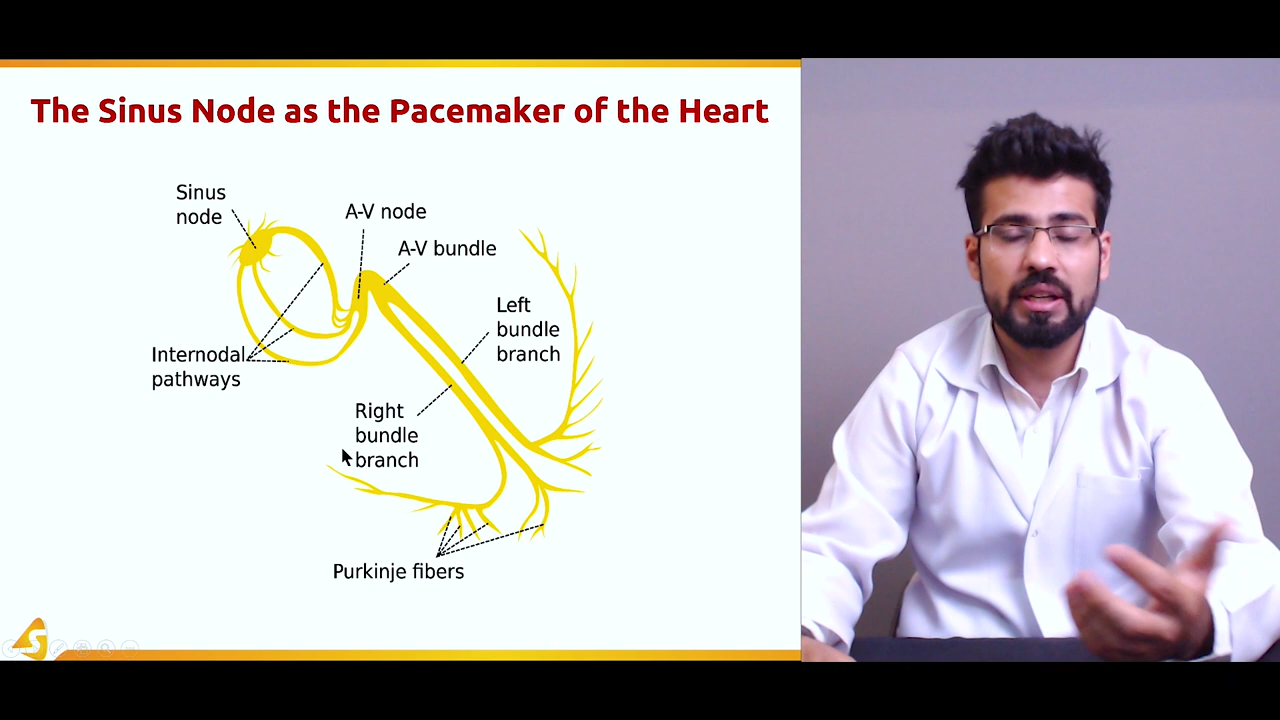 The Sinus Node as the Pacemaker of the Heart
Sinus
node
A-V node
A-V bundle
Left
bundle
branch
Internodal
pathways
Right
bundle
branch
Purkinje fibers
S